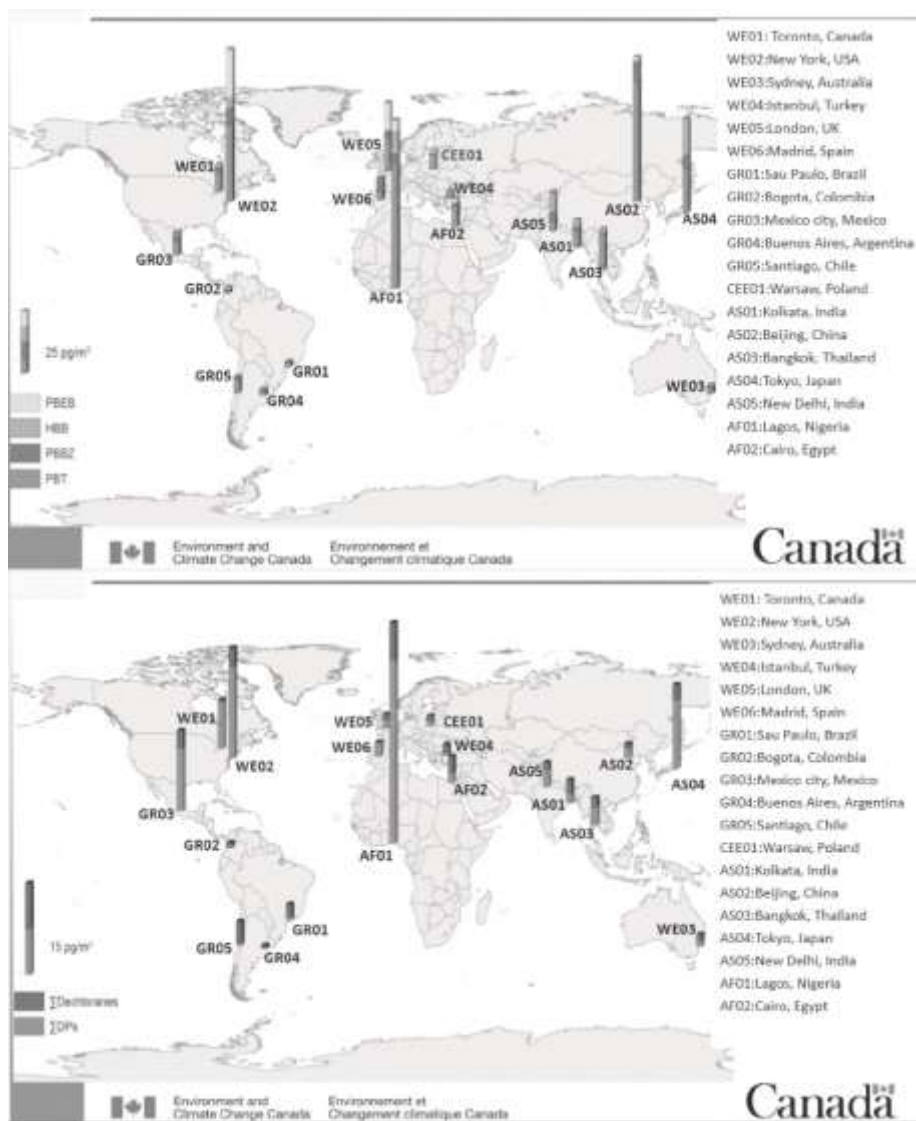 WE01: Toronto, Canada
WE02:New York, USA
WE03:Sydney, Australia
WE04:Istanbul, Turkey
WE05:London, UK
WE06:Madrid, Spain
GR01:Sau Paulo, Brazil
GR02:Bogota, Colombia
GR03:Mexico city, Mexico
GR04:Buenos Aires, Argentina
GR05:Santiago, Chile
CEE01:Warsaw, Poland
AS01:Kolkata, India
AS02:Beijing, China
AS03:Bangkok, Thailand
AS04:Tokyo, Japan
AS05:New Delhi, India
AF01:Lagos, Nigeria
AF02:Cairo, Egypt
WE01
WE02
WE05
CEE01
WE06
WE04
AF02
AS05
AS01
AS02
AS04
AS03
GR03
GR02
AF01
GR05
GR01
GR04
WE03
25 pg/m³
PBEB
HBB
PBBZ
PBT
Environment and Climate Change Canada
Environnement et Changement climatique Canada
Canada
WE01: Toronto, Canada
WE02:New York, USA
WE03:Sydney, Australia
WE04:Istanbul, Turkey
WE05:London, UK
WE06:Madrid, Spain
GR01:Sau Paulo, Brazil
GR02:Bogota, Colombia
GR03:Mexico city, Mexico
GR04:Buenos Aires, Argentina
GR05:Santiago, Chile
CEE01:Warsaw, Poland
AS01:Kolkata, India
AS02:Beijing, China
AS03:Bangkok, Thailand
AS04:Tokyo, Japan
AS05:New Delhi, India
AF01:Lagos, Nigeria
AF02:Cairo, Egypt
WE01
WE02
WE05
CEE01
WE06
WE04
AF02
AS05
AS02
AS04
AS01
AS03
GR03
GR02
AF01
GR05
GR01
GR04
WE03
15 pg/m³
∑Dechloranes
∑DPs
Environment and Climate Change Canada
Environnement et Changement climatique Canada
Canada